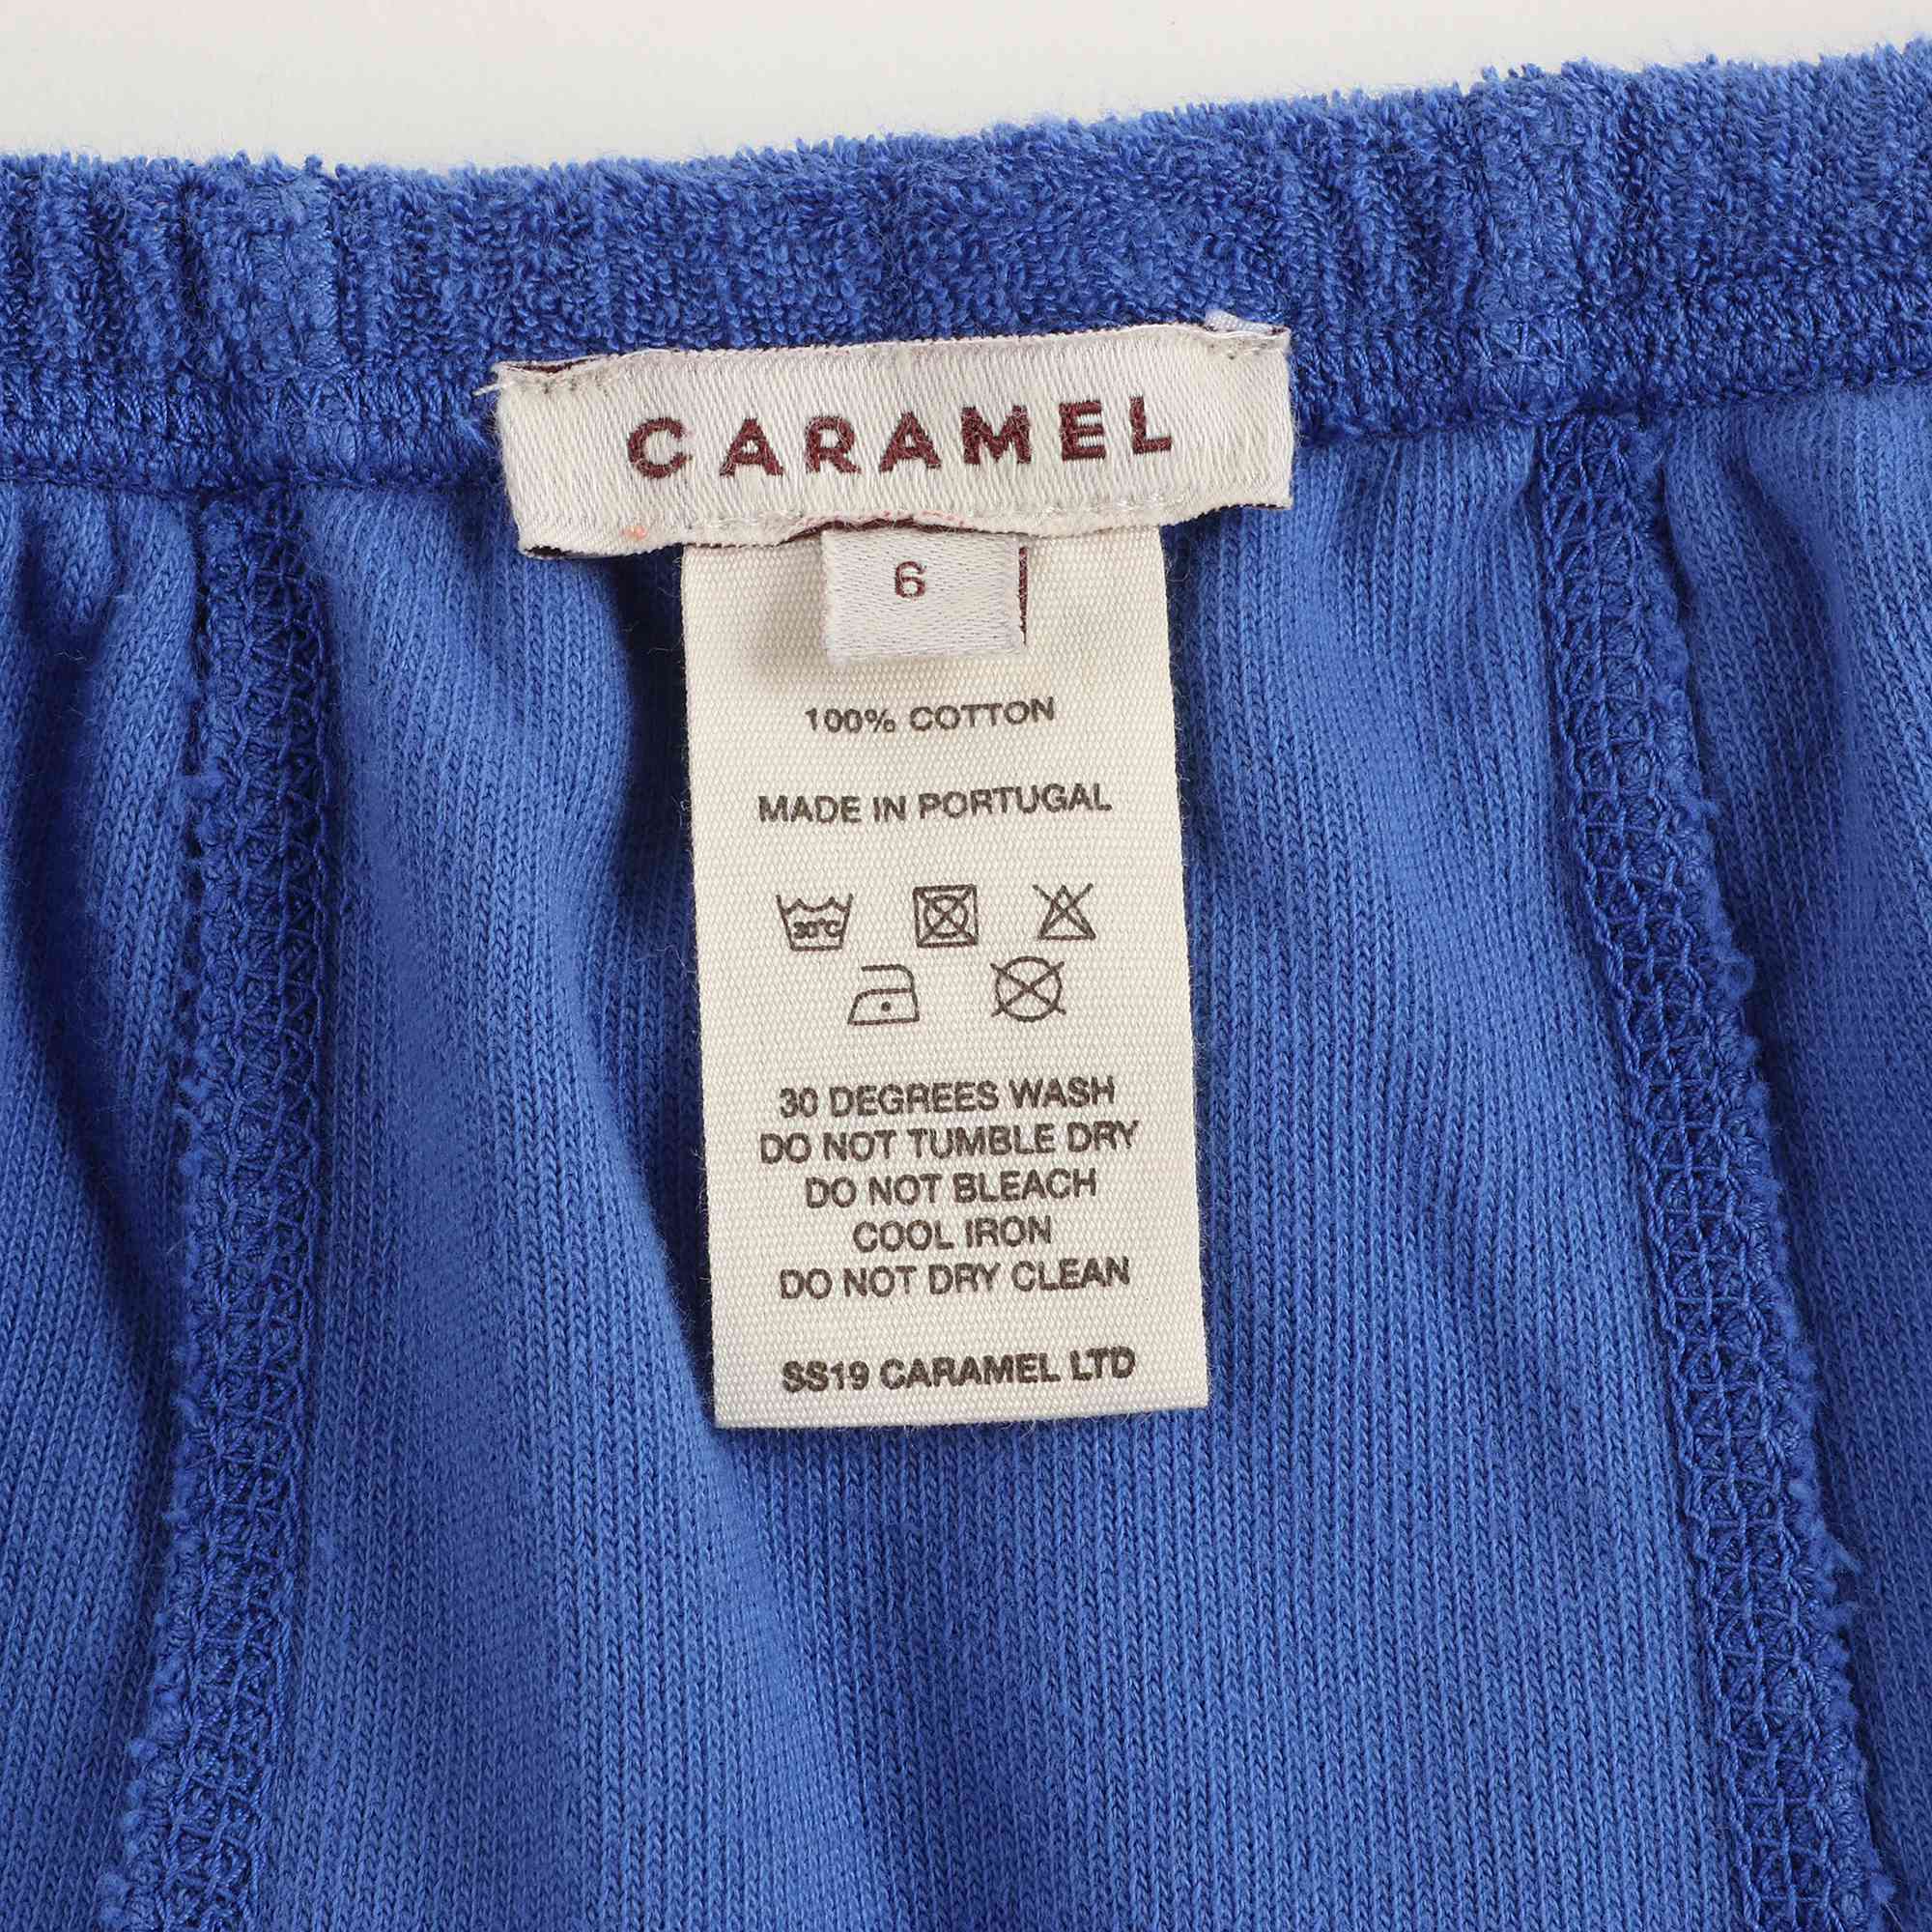 CARAMEL
6
100% COTTON
MADE IN PORTUGAL
30°C
30 DEGREES WASH
DO NOT TUMBLE DRY
DO NOT BLEACH
COOL IRON
DO NOT DRY CLEAN
SS19 CARAMEL LTD